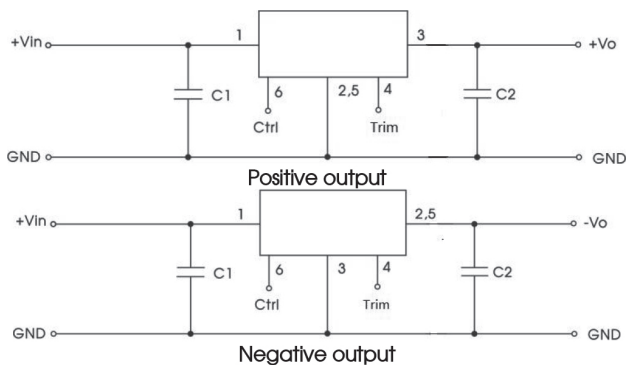 +Vin 1 3 +Vo
C1 6 2,5 4 C2
Ctrl Trim
GND GND
Positive output
+Vin 1 2,5 -Vo
C1 6 3 4 C2
Ctrl Trim
GND GND
Negative output